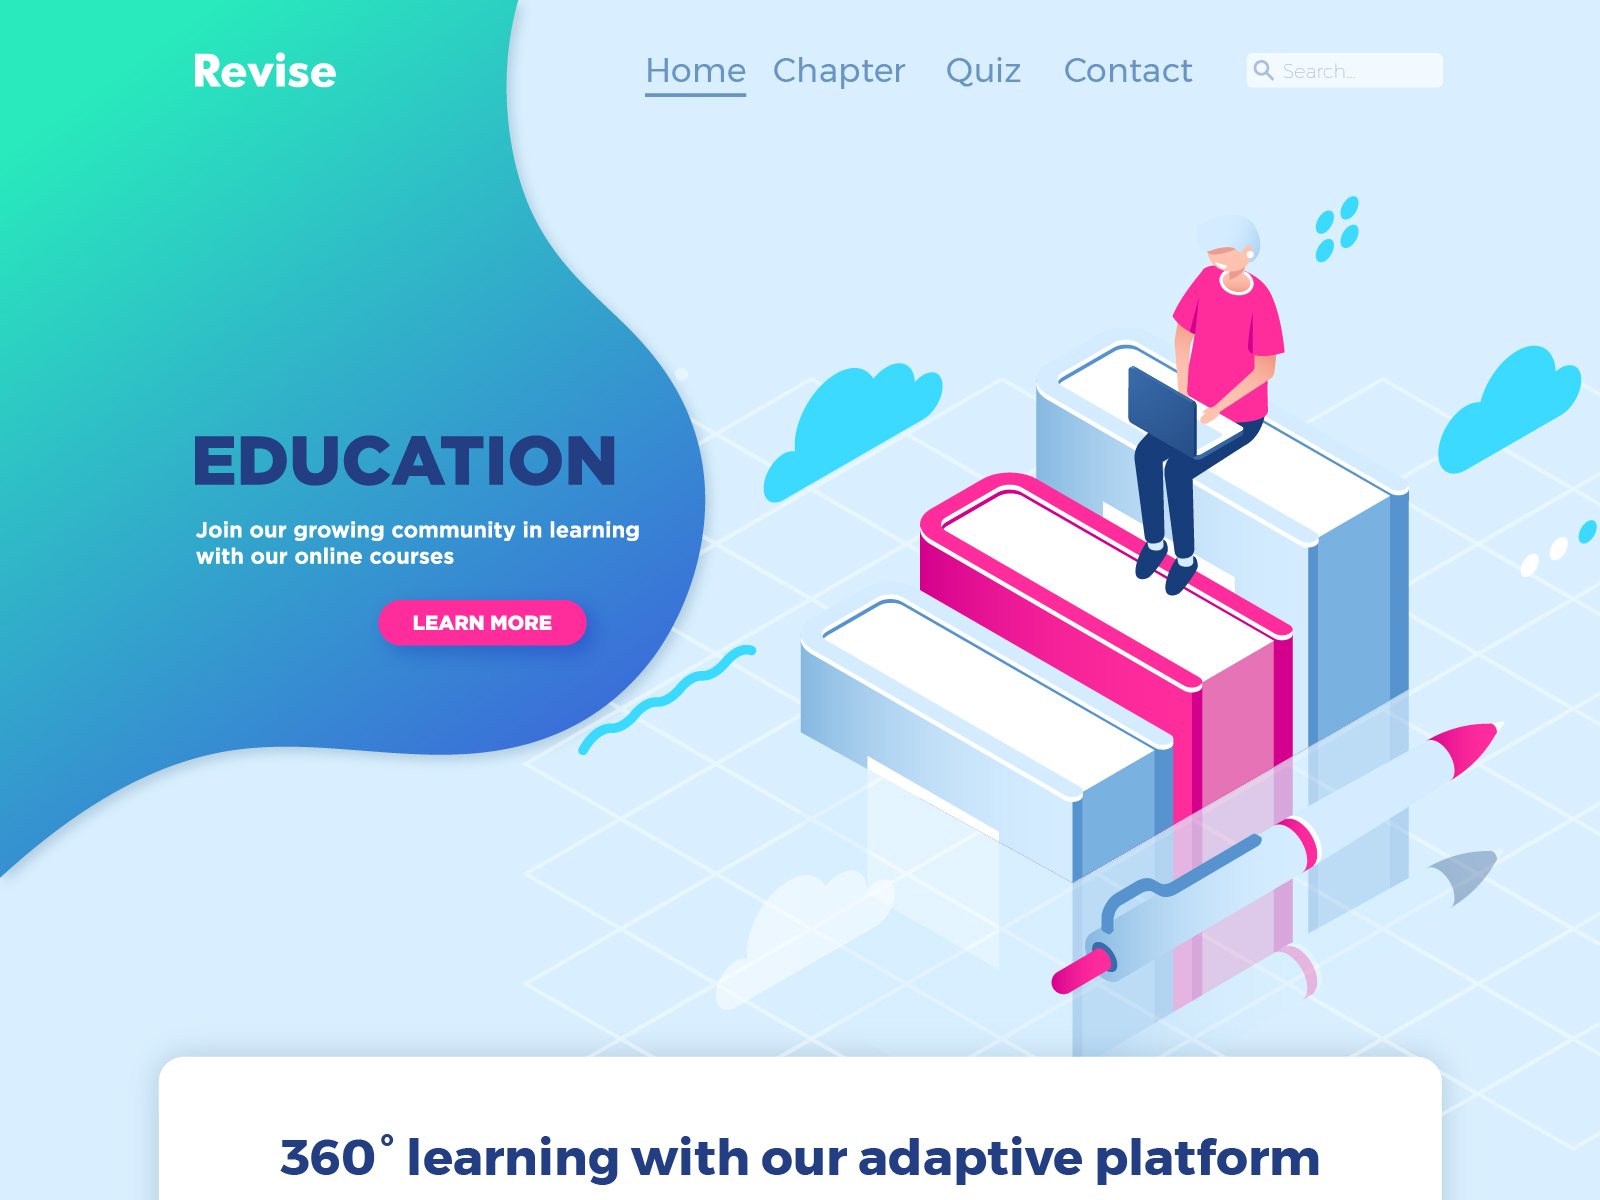 Revise
Home Chapter Quiz Contact
Search...
EDUCATION
Join our growing community in learning
with our online courses
LEARN MORE
360° learning with our adaptive platform